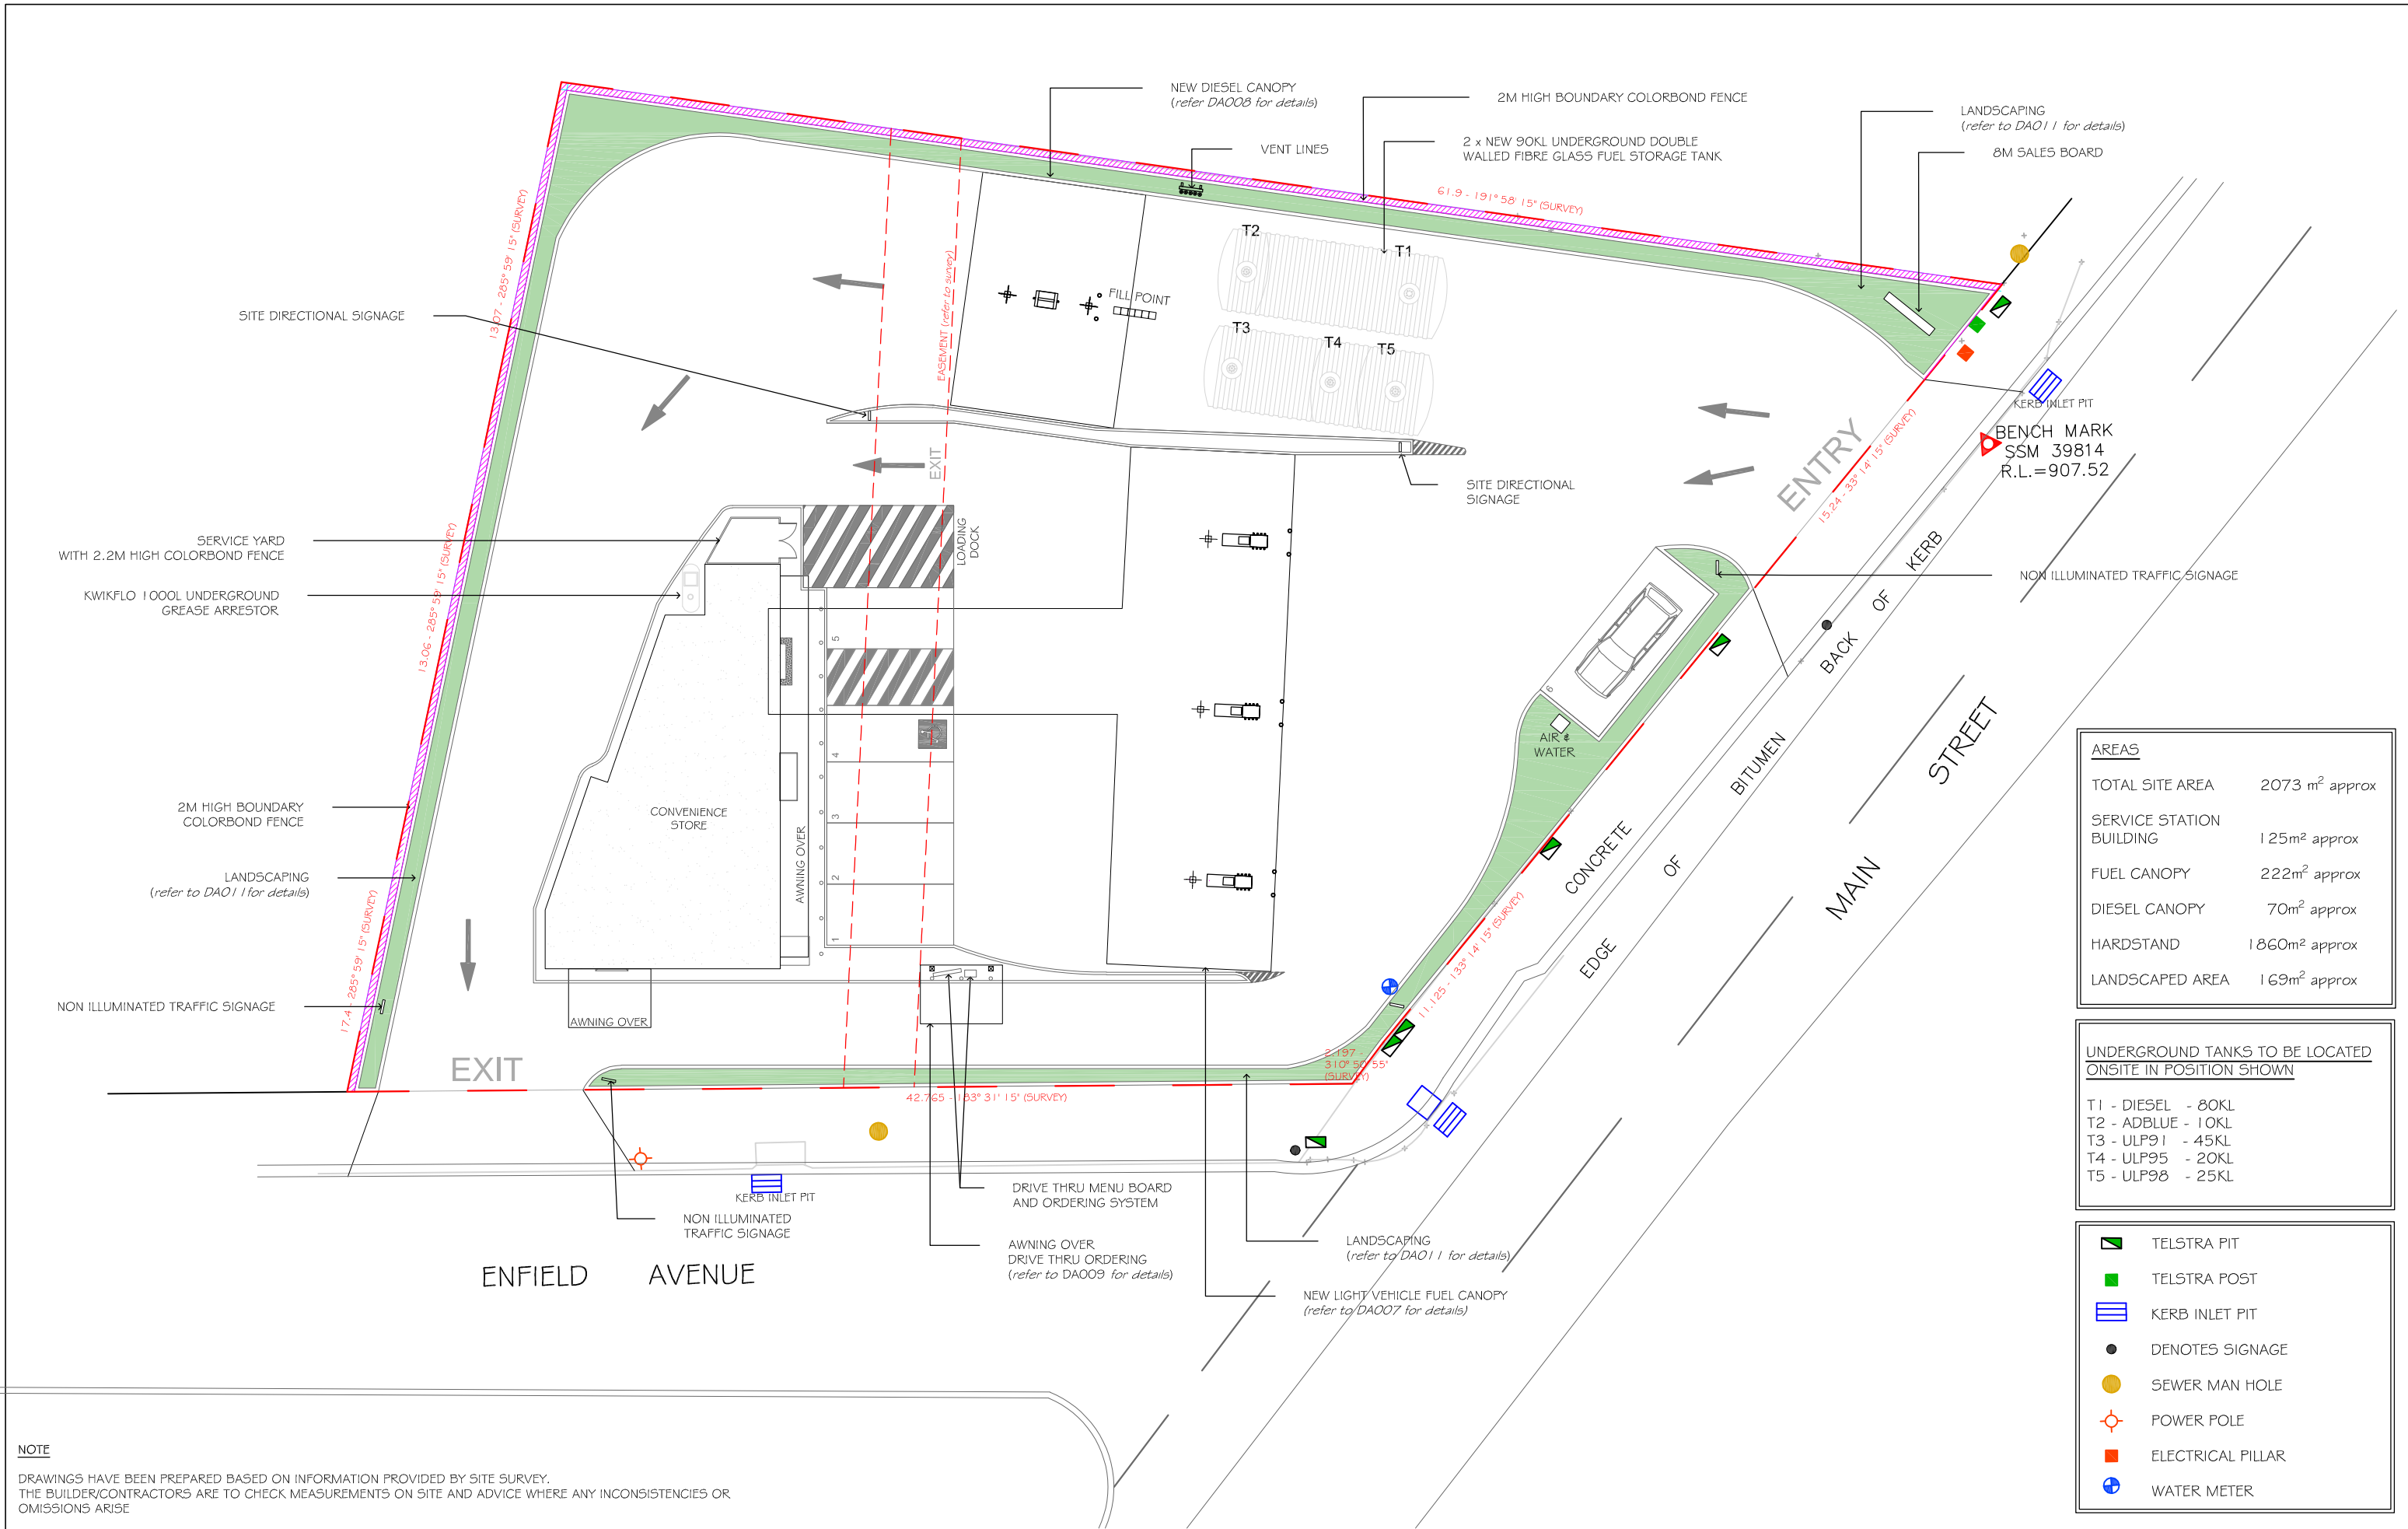 NEW DIESEL CANOPY
(refer DA008 for details)
2M HIGH BOUNDARY COLORBOND FENCE
VENT LINES
2 x NEW 90KL UNDERGROUND DOUBLE
WALLED FIBRE GLASS FUEL STORAGE TANK
LANDSCAPING
(refer to DA011 for details)
8M SALES BOARD
61.9 - 191° 58' 15" (SURVEY)
13.07 - 285° 59' 15" (SURVEY)
EASEMENT (refer to survey)
T2
T1
FILL POINT
T3
T4
T5
SITE DIRECTIONAL SIGNAGE
KERB INLET PIT
BENCH MARK
SSM 39814
R.L.=907.52
ENTRY
15.24 - 33° 14' 15" (SURVEY)
EXIT
SITE DIRECTIONAL
SIGNAGE
SERVICE YARD
WITH 2.2M HIGH COLORBOND FENCE
LOADING
DOCK
KWIKFLO 1000L UNDERGROUND
GREASE ARRESTOR
13.06 - 285° 59' 15" (SURVEY)
NON ILLUMINATED TRAFFIC SIGNAGE
5
6
AIR &
WATER
4
3
2
1
CONVENIENCE
STORE
AWNING OVER
2M HIGH BOUNDARY
COLORBOND FENCE
LANDSCAPING
(refer to DA011 for details)
17.4 - 285° 59' 15" (SURVEY)
NON ILLUMINATED TRAFFIC SIGNAGE
AWNING OVER
EXIT
CONCRETE
BACK OF KERB
EDGE OF BITUMEN
MAIN STREET
11.125 - 133° 14' 15" (SURVEY)
2.197 -
310° 50' 55"
(SURVEY)
42.765 - 183° 31' 15" (SURVEY)
KERB INLET PIT
NON ILLUMINATED
TRAFFIC SIGNAGE
DRIVE THRU MENU BOARD
AND ORDERING SYSTEM
AWNING OVER
DRIVE THRU ORDERING
(refer to DA009 for details)
LANDSCAPING
(refer to DA011 for details)
NEW LIGHT VEHICLE FUEL CANOPY
(refer to DA007 for details)
ENFIELD AVENUE
AREAS
TOTAL SITE AREA 2073 m² approx
SERVICE STATION
BUILDING 125m² approx
FUEL CANOPY 222m² approx
DIESEL CANOPY 70m² approx
HARDSTAND 1860m² approx
LANDSCAPED AREA 169m² approx
UNDERGROUND TANKS TO BE LOCATED
ONSITE IN POSITION SHOWN
T1 - DIESEL - 80KL
T2 - ADBLUE - 10KL
T3 - ULP91 - 45KL
T4 - ULP95 - 20KL
T5 - ULP98 - 25KL
TELSTRA PIT
TELSTRA POST
KERB INLET PIT
DENOTES SIGNAGE
SEWER MAN HOLE
POWER POLE
ELECTRICAL PILLAR
WATER METER
NOTE
DRAWINGS HAVE BEEN PREPARED BASED ON INFORMATION PROVIDED BY SITE SURVEY.
THE BUILDER/CONTRACTORS ARE TO CHECK MEASUREMENTS ON SITE AND ADVICE WHERE ANY INCONSISTENCIES OR
OMISSIONS ARISE